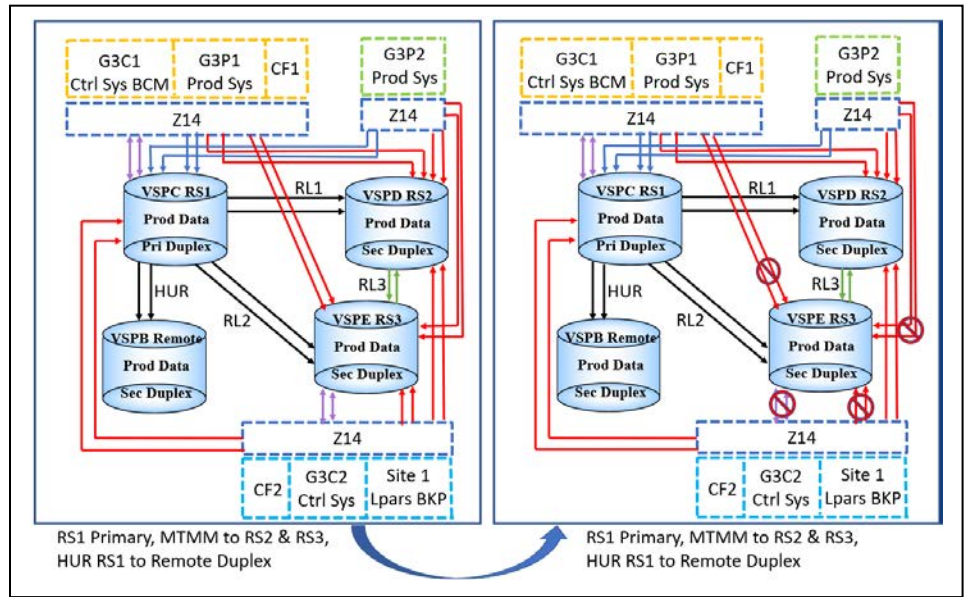 G3C1
Ctrl Sys BCM
G3P1
Prod Sys
CF1
G3P2
Prod Sys
Z14
Z14
VSPC RS1
Prod Data
Pri Duplex
RL1
VSPD RS2
Prod Data
Sec Duplex
HUR
RL2
RL3
VSPB Remote
Prod Data
Sec Duplex
VSPE RS3
Prod Data
Sec Duplex
Z14
CF2
G3C2
Ctrl Sys
Site 1
Lpars BKP
RS1 Primary, MTMM to RS2 & RS3,
HUR RS1 to Remote Duplex
G3C1
Ctrl Sys BCM
G3P1
Prod Sys
CF1
G3P2
Prod Sys
Z14
Z14
VSPC RS1
Prod Data
Pri Duplex
RL1
VSPD RS2
Prod Data
Sec Duplex
HUR
RL2
RL3
VSPB Remote
Prod Data
Sec Duplex
VSPE RS3
Prod Data
Sec Duplex
Z14
CF2
G3C2
Ctrl Sys
Site 1
Lpars BKP
RS1 Primary, MTMM to RS2 & RS3,
HUR RS1 to Remote Duplex